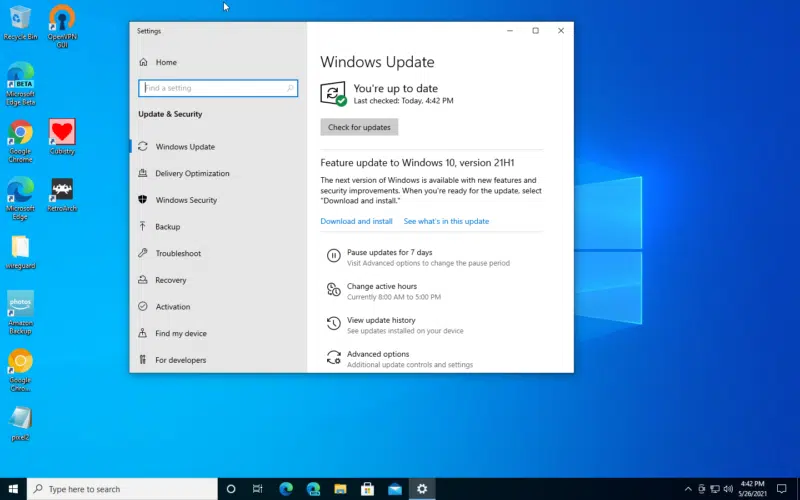 Recycle Bin
OpenVPN
GUI
BETA
Microsoft
Edge Beta
Google
Chrome
Cubistry
Microsoft
Edge
RetroArch
wireguard
photos
Amazon
Backup
Google
Chro...
pixel2
Settings
Home
Find a setting
Update & Security
Windows Update
Delivery Optimization
Windows Security
Backup
Troubleshoot
Recovery
Activation
Find my device
For developers
Windows Update
You're up to date
Last checked: Today, 4:42 PM
Check for updates
Feature update to Windows 10, version 21H1
The next version of Windows is available with new features and
security improvements. When you're ready for the update, select
"Download and install."
Download and install See what's in this update
Pause updates for 7 days
Visit Advanced options to change the pause period
Change active hours
Currently 8:00 AM to 5:00 PM
View update history
See updates installed on your device
Advanced options
Additional update controls and settings
Type here to search
4:42 PM
5/26/2021